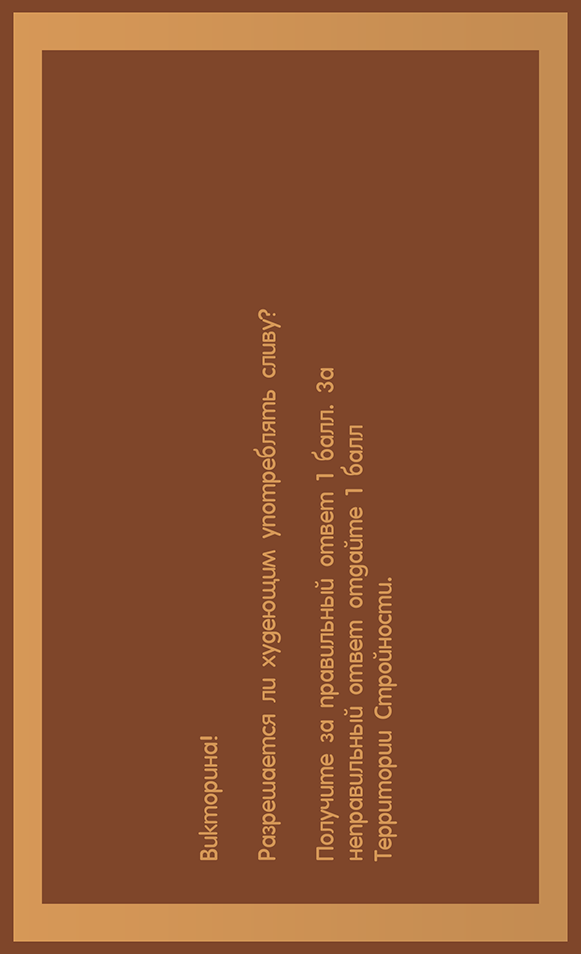 Викторина!
Разрешается ли худеющим употреблять сливу?
Получите за правильный ответ 1 балл. За
неправильный ответ отдайте 1 балл
Территории Стройности.